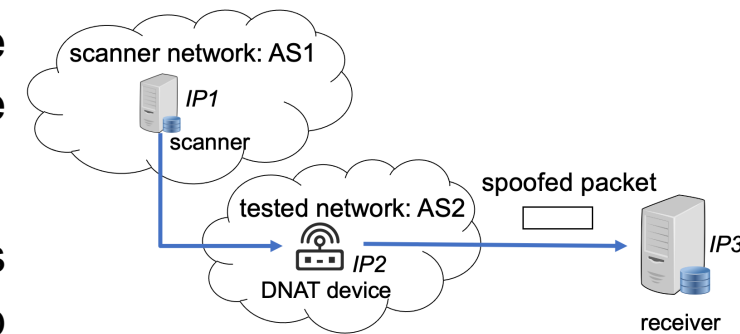 e
scanner network: AS1
IP1
e
scanner
spoofed packet
tested network: AS2
s
IP2
IP3
DNAT device
receiver